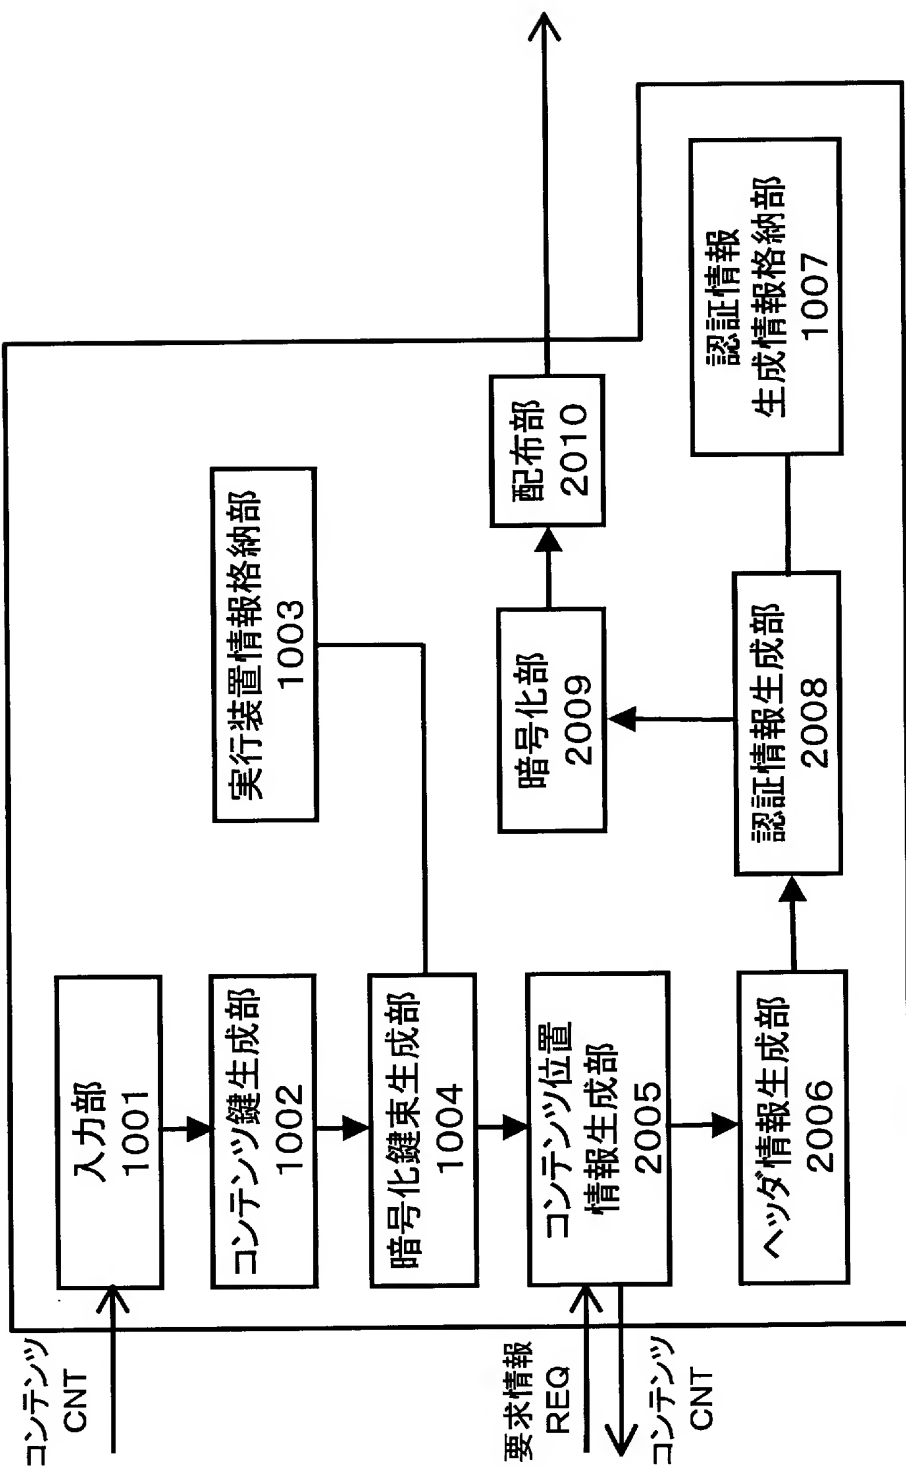 コンテンツ
CNT
入力部
1001
コンテンツ鍵生成部
1002
実行装置情報格納部
1003
暗号化鍵束生成部
1004
要求情報
REQ
コンテンツ
CNT
コンテンツ位置
情報生成部
2005
暗号化部
2009
配布部
2010
ヘッダ情報生成部
2006
認証情報生成部
2008
認証情報
生成情報格納部
1007